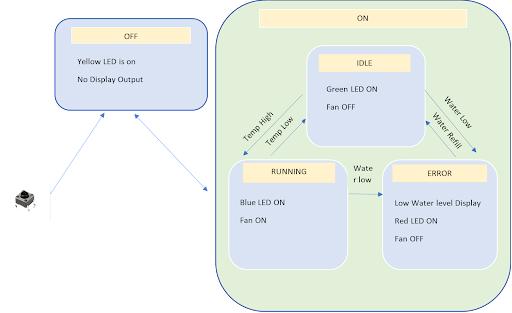 ON
OFF
Yellow LED is on
No Display Output
IDLE
Green LED ON
Fan OFF
Temp High
Temp Low
Water Low
Water Refill
RUNNING
Blue LED ON
Fan ON
Wate
r low
ERROR
Low Water level Display
Red LED ON
Fan OFF